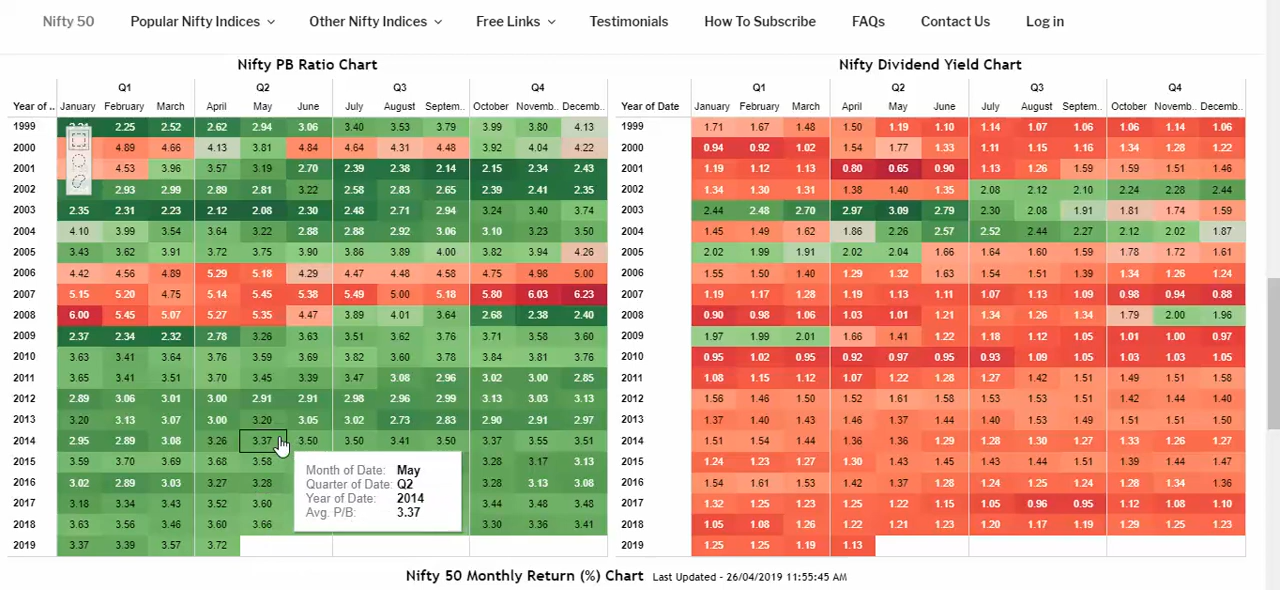 Nifty 50 Popular Nifty Indices Other Nifty Indices Free Links Testimonials How To Subscribe FAQs Contact Us Log in
Nifty PB Ratio Chart
Q1 Q2 Q3 Q4
Year of .. January February March April May June July August Septem.. October Novemb.. Decemb..
1999 2.25 2.52 2.62 2.94 3.06 3.40 3.53 3.79 3.99 3.80 4.13
2000 4.89 4.66 4.13 3.81 4.84 4.64 4.31 4.48 3.92 4.04 4.22
2001 4.53 3.96 3.57 3.19 2.70 2.39 2.38 2.14 2.15 2.34 2.43
2002 2.93 2.99 2.89 2.81 3.22 2.58 2.83 2.65 2.39 2.41 2.35
2003 2.35 2.31 2.23 2.12 2.08 2.30 2.48 2.71 2.94 3.24 3.40 3.74
2004 4.10 3.99 3.54 3.64 3.22 2.88 2.88 2.92 3.06 3.10 3.23 3.50
2005 3.43 3.62 3.91 3.72 3.75 3.90 3.86 3.89 4.00 3.82 3.94 4.26
2006 4.42 4.56 4.89 5.29 5.18 4.29 4.47 4.48 4.58 4.75 4.98 5.00
2007 5.15 5.20 4.75 5.14 5.45 5.38 5.49 5.00 5.18 5.80 6.03 6.23
2008 6.00 5.45 5.07 5.27 5.35 4.47 3.89 4.01 3.64 2.68 2.38 2.40
2009 2.37 2.34 2.32 2.78 3.26 3.63 3.51 3.62 3.76 3.71 3.58 3.60
2010 3.63 3.41 3.64 3.76 3.59 3.69 3.82 3.60 3.78 3.84 3.81 3.76
2011 3.65 3.41 3.51 3.70 3.45 3.39 3.47 3.08 2.96 3.02 3.00 2.85
2012 2.89 3.06 3.01 3.00 2.91 2.91 2.98 2.96 2.99 3.13 3.03 3.13
2013 3.20 3.13 3.07 3.00 3.20 3.05 3.02 2.73 2.83 2.90 2.91 2.97
2014 2.95 2.89 3.08 3.26 3.37 3.50 3.50 3.41 3.50 3.37 3.55 3.51
2015 3.59 3.70 3.69 3.68 3.58 3.28 3.17 3.13
2016 3.02 2.89 3.03 3.27 3.28 3.28 3.13 3.08
2017 3.18 3.34 3.43 3.52 3.60 3.44 3.48 3.48
2018 3.63 3.56 3.46 3.60 3.66 3.30 3.36 3.41
2019 3.37 3.39 3.57 3.72
Month of Date: May
Quarter of Date: Q2
Year of Date: 2014
Avg. P/B: 3.37
Nifty Dividend Yield Chart
Q1 Q2 Q3 Q4
Year of Date January February March April May June July August Septem.. October Novemb.. Decemb..
1999 1.71 1.67 1.48 1.50 1.19 1.10 1.14 1.07 1.06 1.06 1.14 1.06
2000 0.94 0.92 1.02 1.54 1.77 1.33 1.11 1.15 1.16 1.34 1.28 1.22
2001 1.19 1.12 1.13 0.80 0.65 0.90 1.13 1.26 1.59 1.59 1.51 1.46
2002 1.34 1.30 1.31 1.38 1.40 1.35 2.08 2.12 2.10 2.24 2.28 2.44
2003 2.44 2.48 2.70 2.97 3.09 2.79 2.30 2.08 1.91 1.81 1.74 1.59
2004 1.45 1.49 1.62 1.86 2.26 2.57 2.52 2.44 2.27 2.12 2.02 1.87
2005 2.02 1.99 1.91 2.02 2.04 1.66 1.64 1.60 1.59 1.78 1.72 1.61
2006 1.55 1.50 1.40 1.29 1.32 1.63 1.54 1.51 1.39 1.34 1.26 1.24
2007 1.19 1.17 1.28 1.19 1.13 1.11 1.07 1.13 1.09 0.98 0.94 0.88
2008 0.90 0.98 1.06 1.03 1.01 1.21 1.34 1.26 1.34 1.79 2.00 1.96
2009 1.97 1.99 2.01 1.66 1.41 1.22 1.18 1.12 1.05 1.01 1.00 0.97
2010 0.95 1.02 0.95 0.92 0.97 0.95 0.93 1.09 1.05 1.03 1.03 1.05
2011 1.08 1.15 1.12 1.07 1.22 1.28 1.27 1.42 1.51 1.49 1.51 1.58
2012 1.56 1.46 1.50 1.52 1.61 1.58 1.53 1.53 1.51 1.42 1.44 1.40
2013 1.37 1.40 1.43 1.46 1.37 1.44 1.40 1.53 1.49 1.51 1.51 1.50
2014 1.51 1.54 1.44 1.36 1.36 1.29 1.28 1.30 1.27 1.33 1.26 1.27
2015 1.24 1.23 1.27 1.30 1.43 1.45 1.43 1.44 1.51 1.39 1.44 1.47
2016 1.54 1.61 1.53 1.42 1.37 1.28 1.24 1.25 1.24 1.28 1.34 1.36
2017 1.32 1.25 1.23 1.25 1.22 1.15 1.05 0.96 0.95 1.12 1.08 1.10
2018 1.05 1.08 1.26 1.22 1.21 1.23 1.20 1.17 1.19 1.29 1.25 1.23
2019 1.25 1.25 1.19 1.13
Nifty 50 Monthly Return (%) Chart Last Updated - 26/04/2019 11:55:45 AM